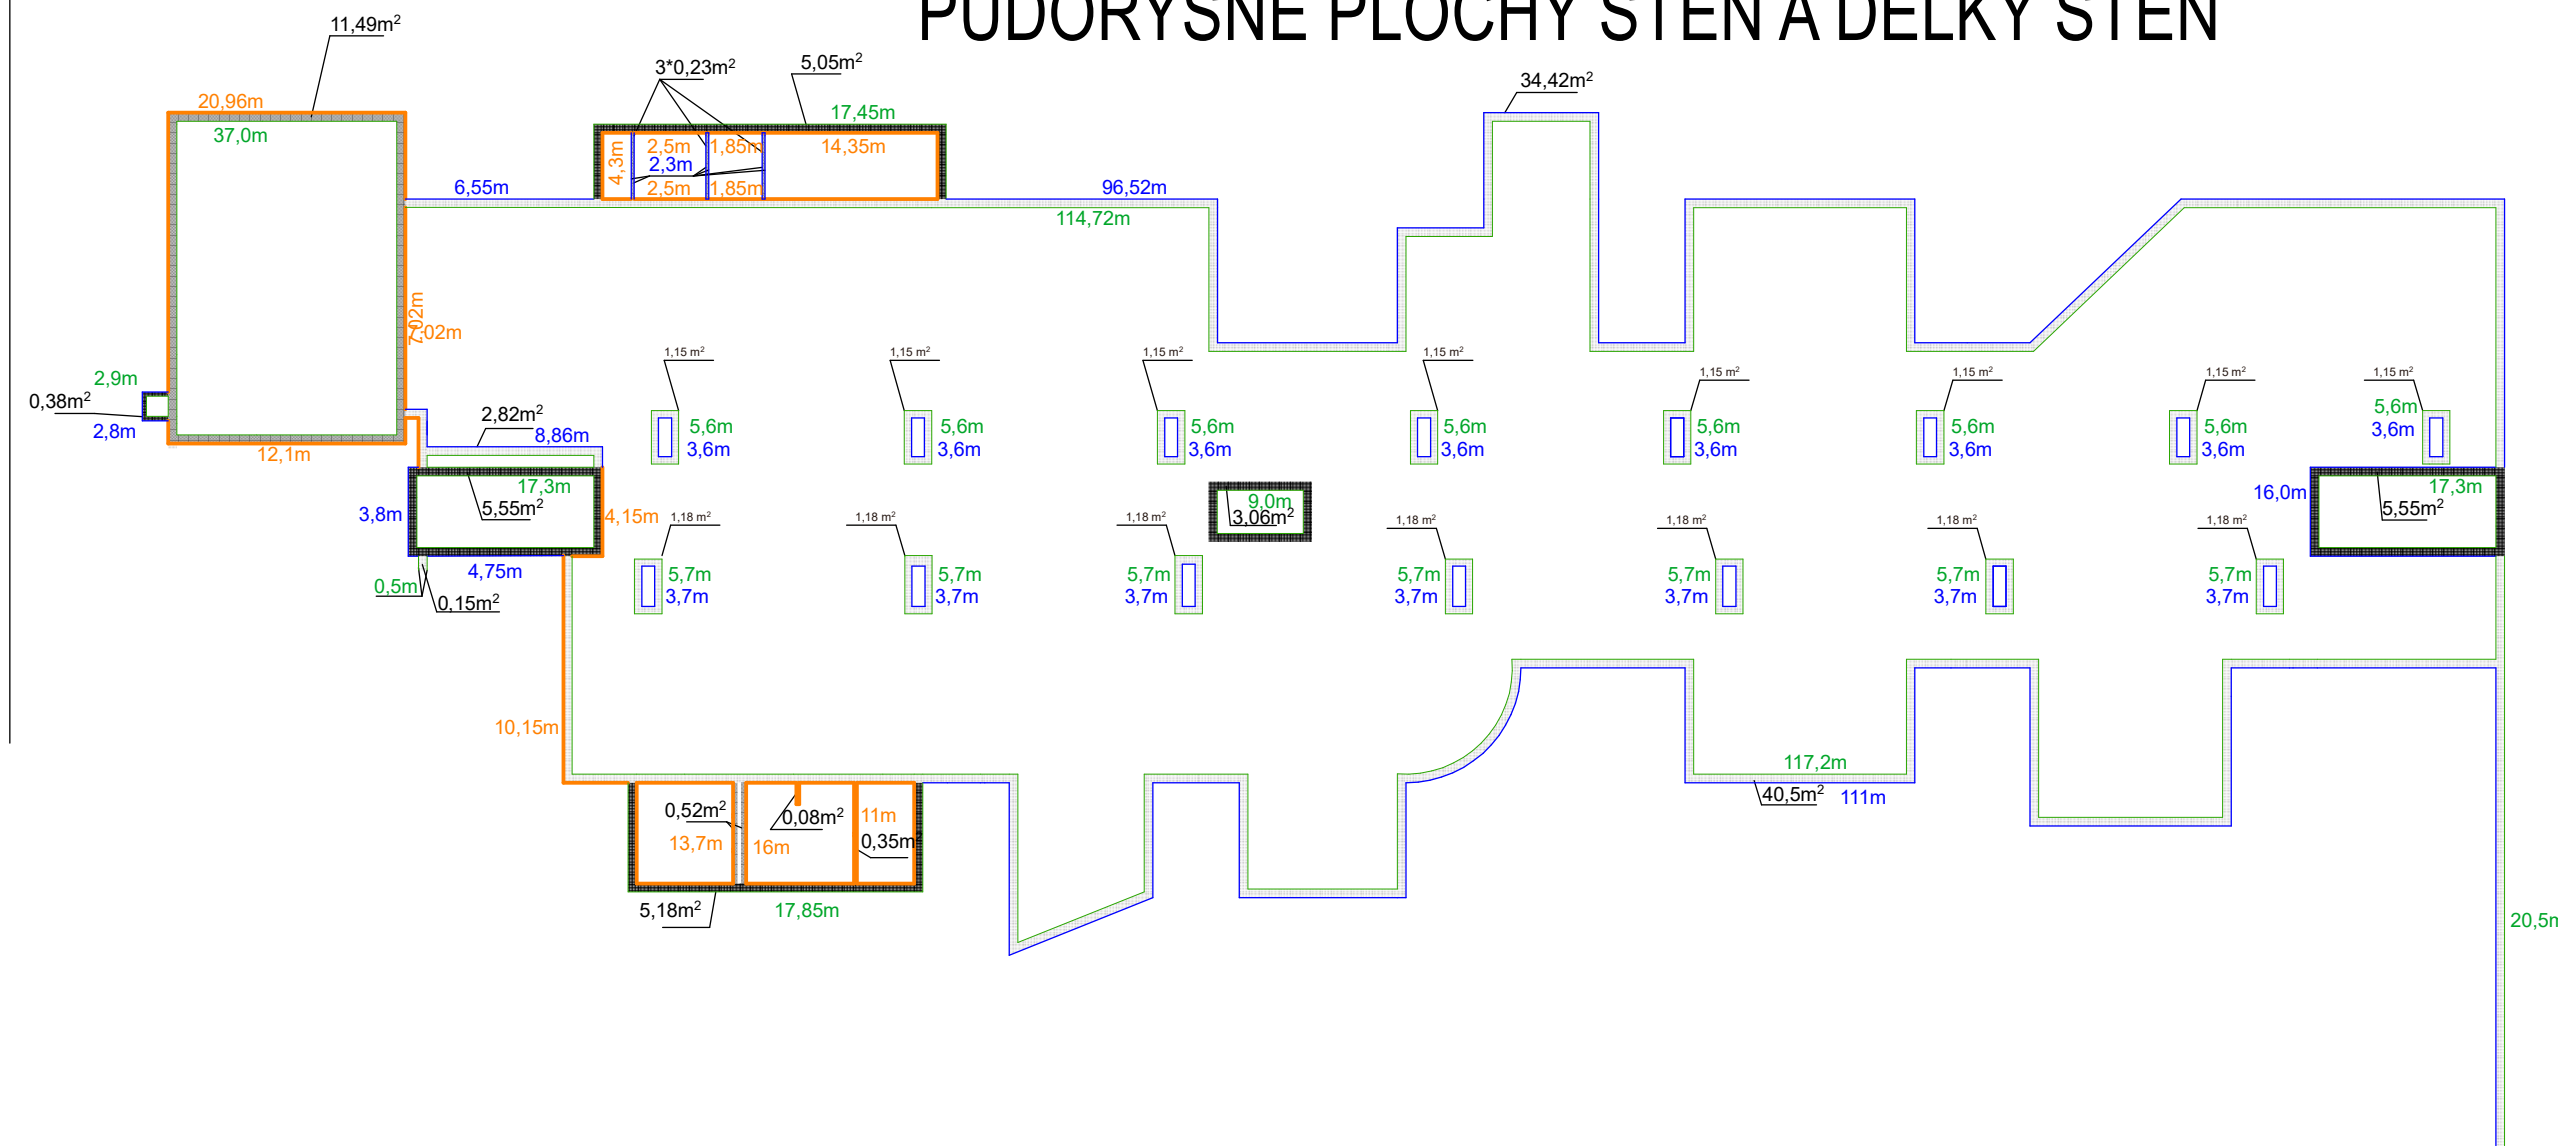 PŮDORYSNÉ PLOCHY STĚN A DÉLKY STĚN
11,49m²
20,96m
37,0m
3*0,23m²
5,05m²
17,45m
34,42m²
4,3m
2,5m
1,85m
14,35m
2,3m
2,5m
1,85m
6,55m
96,52m
114,72m
7,02m
7,02m
2,9m
0,38m²
2,8m
12,1m
2,82m²
8,86m
1,15 m²
1,15 m²
1,15 m²
1,15 m²
1,15 m²
1,15 m²
1,15 m²
1,15 m²
5,6m
3,6m
5,6m
3,6m
5,6m
3,6m
5,6m
3,6m
5,6m
3,6m
5,6m
3,6m
5,6m
3,6m
5,6m
3,6m
17,3m
5,55m²
3,8m
4,15m
4,75m
0,5m
0,15m²
9,0m
3,06m²
16,0m
17,3m
5,55m²
1,18 m²
1,18 m²
1,18 m²
1,18 m²
1,18 m²
1,18 m²
1,18 m²
5,7m
3,7m
5,7m
3,7m
5,7m
3,7m
5,7m
3,7m
5,7m
3,7m
5,7m
3,7m
5,7m
3,7m
10,15m
0,52m²
13,7m
0,08m²
16m
11m
0,35m²
5,18m²
17,85m
117,2m
40,5m²
111m
20,5m